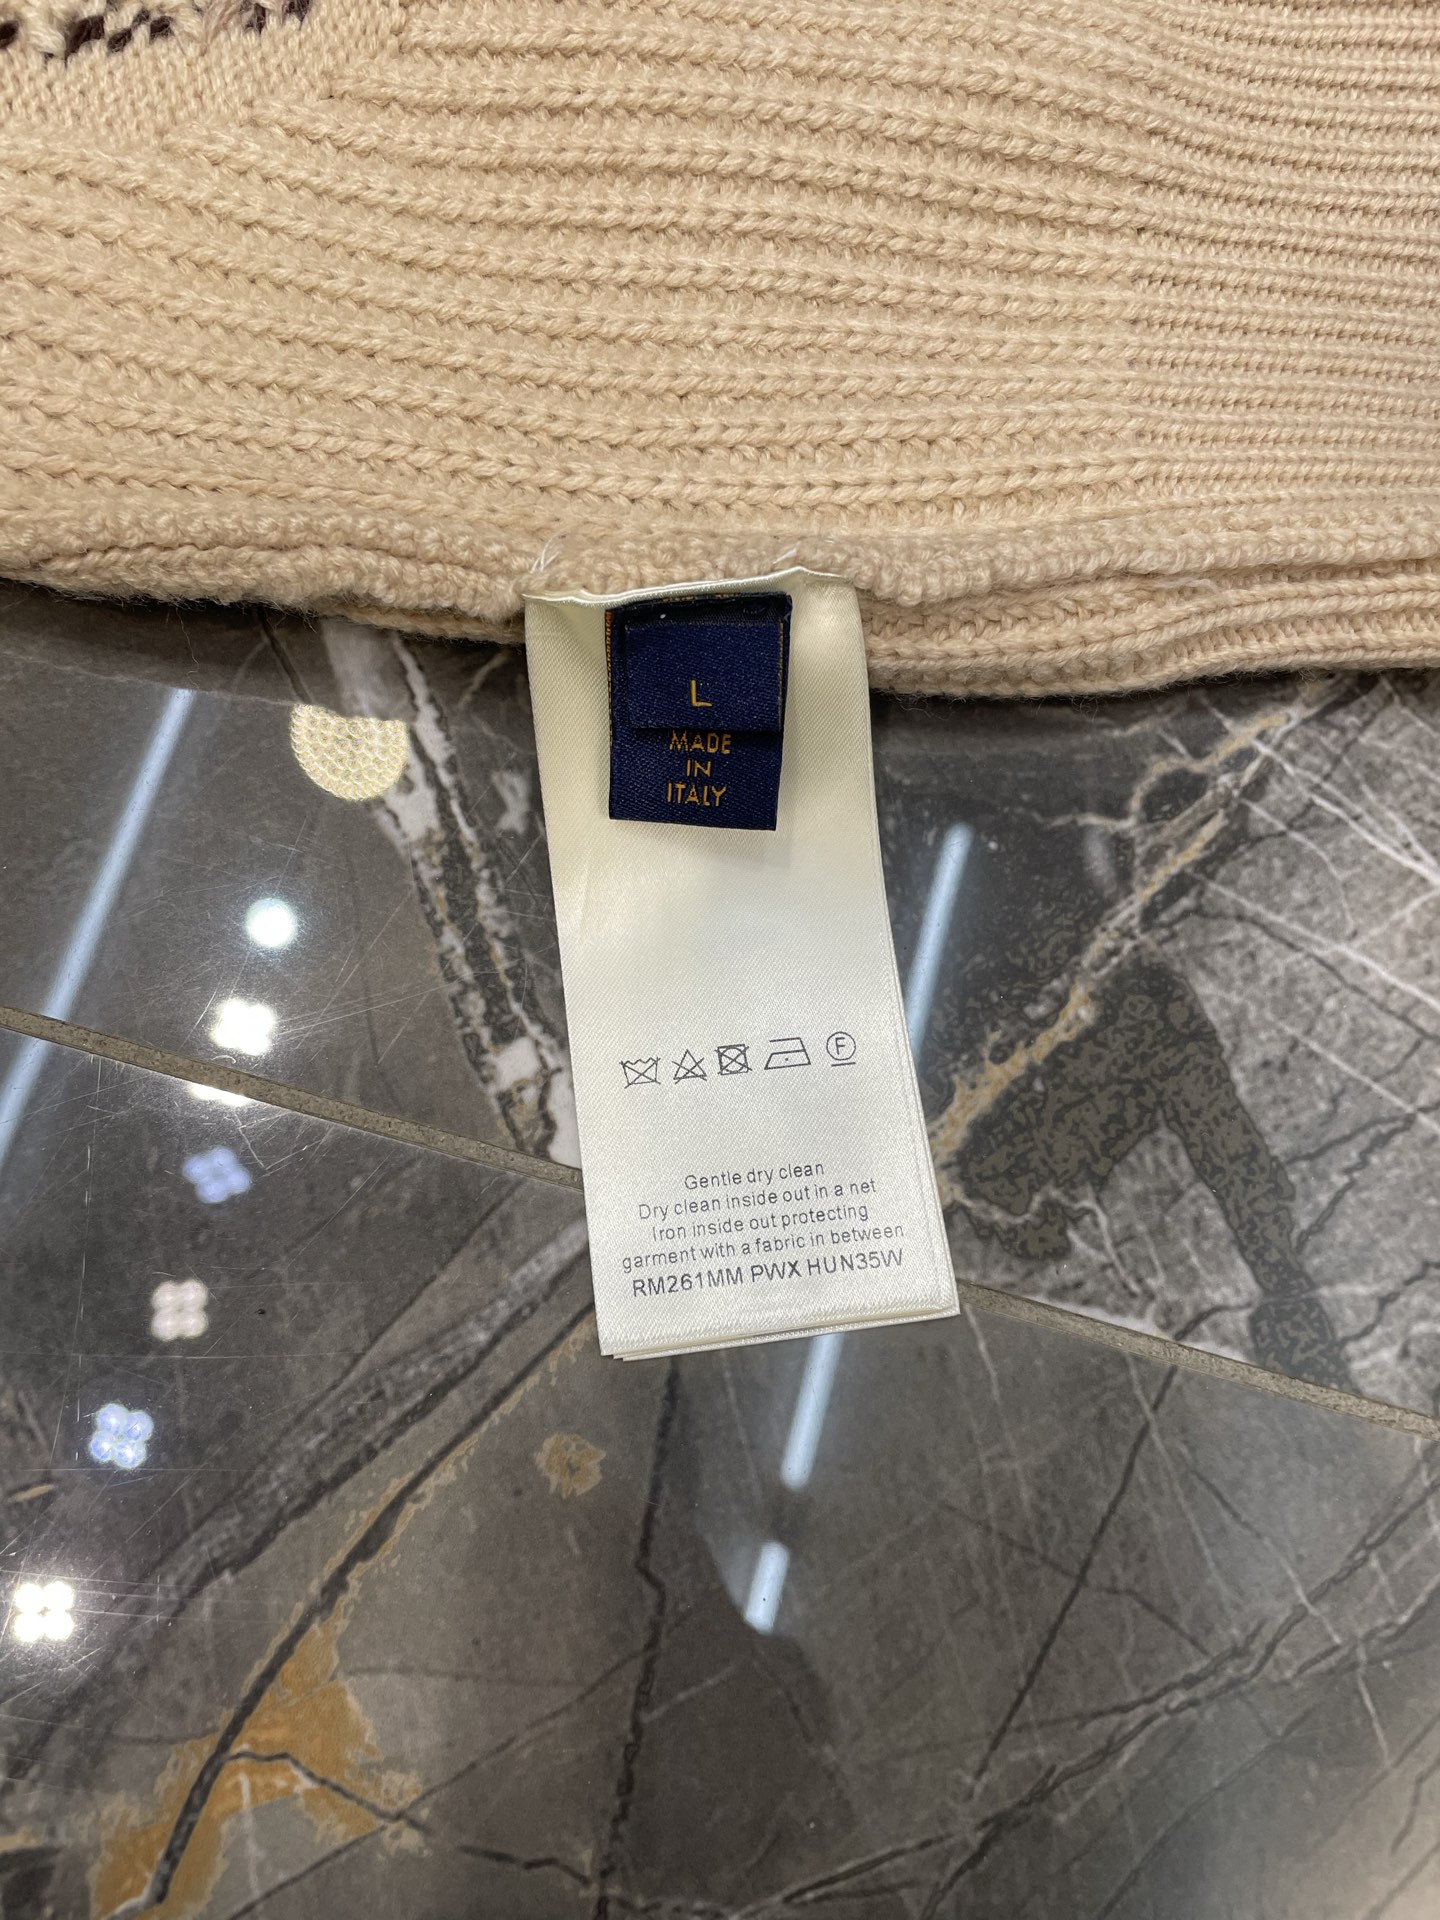 L
MADE
IN
ITALY
F
Gentle dry clean
Dry clean inside out in a net
Iron inside out protecting
garment with a fabric in between
RM261MM PWX HUN35W